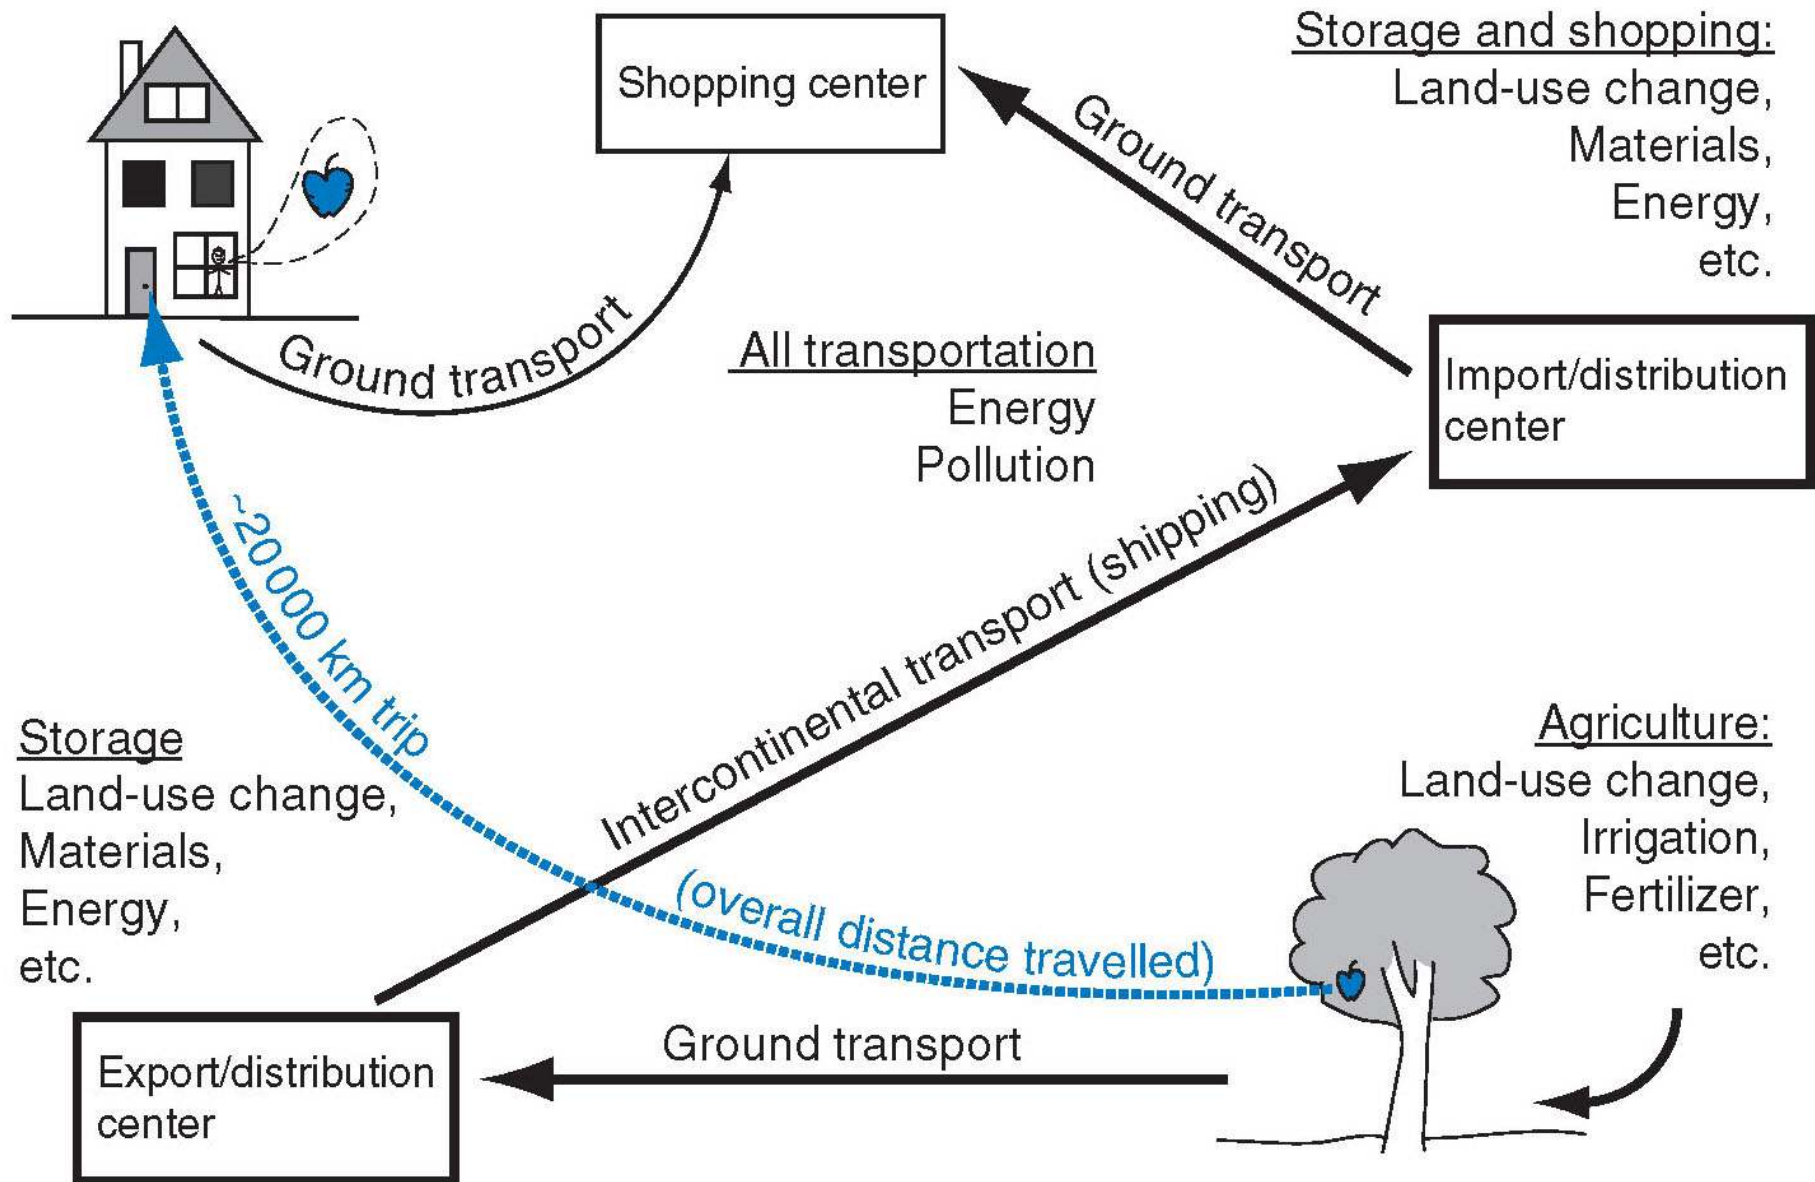 Shopping center
Storage and shopping:
Land-use change,
Materials,
Energy,
etc.
Ground transport
Ground transport
All transportation
Energy
Pollution
Import/distribution
center
~20 000 km trip
(overall distance travelled)
Intercontinental transport (shipping)
Storage
Land-use change,
Materials,
Energy,
etc.
Agriculture:
Land-use change,
Irrigation,
Fertilizer,
etc.
Ground transport
Export/distribution
center